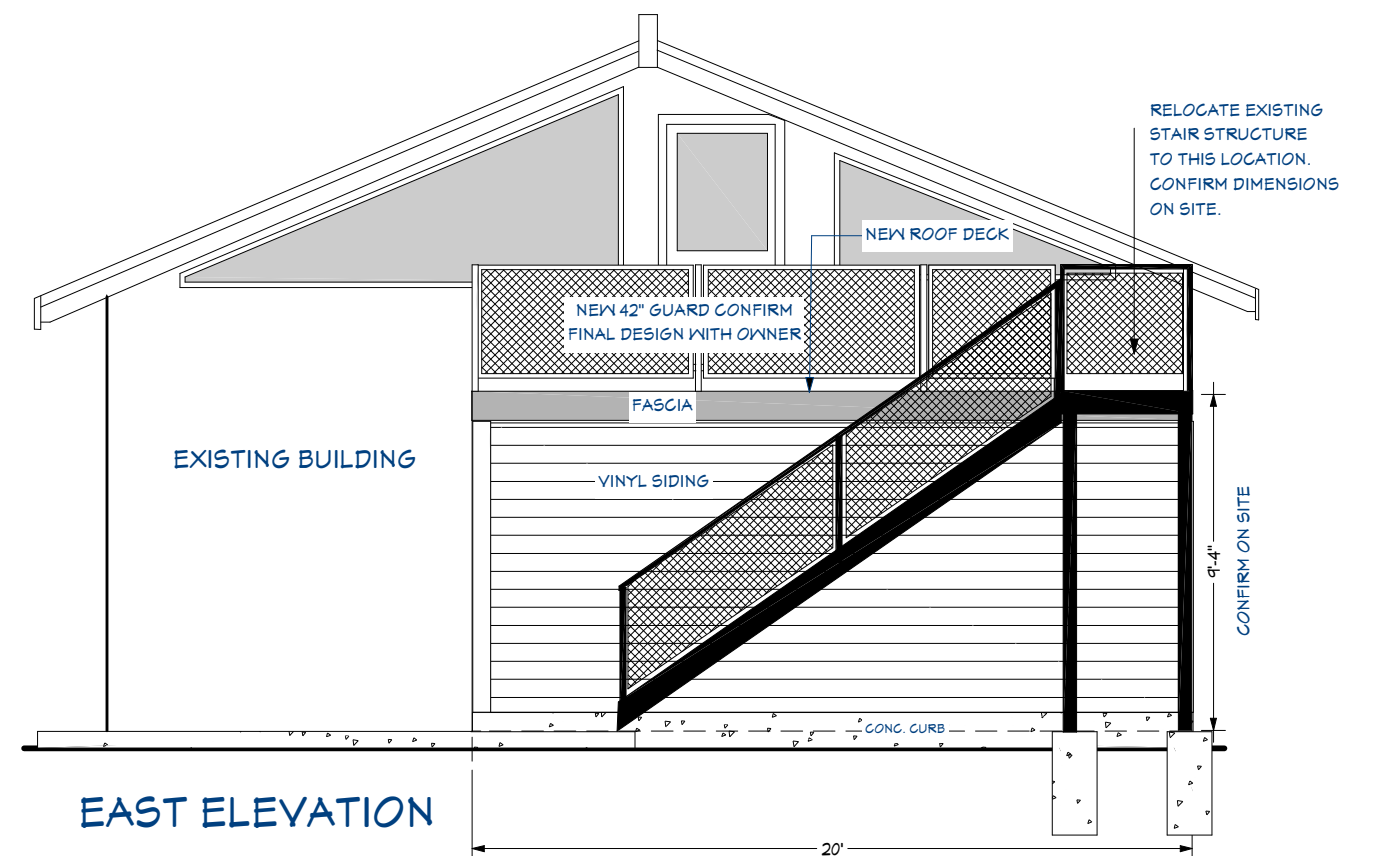 RELOCATE EXISTING
STAIR STRUCTURE
TO THIS LOCATION.
CONFIRM DIMENSIONS
ON SITE.
NEW ROOF DECK
NEW 42" GUARD CONFIRM
FINAL DESIGN WITH OWNER
FASCIA
EXISTING BUILDING
VINYL SIDING
9'-4"
CONFIRM ON SITE
CONC. CURB
EAST ELEVATION
20'